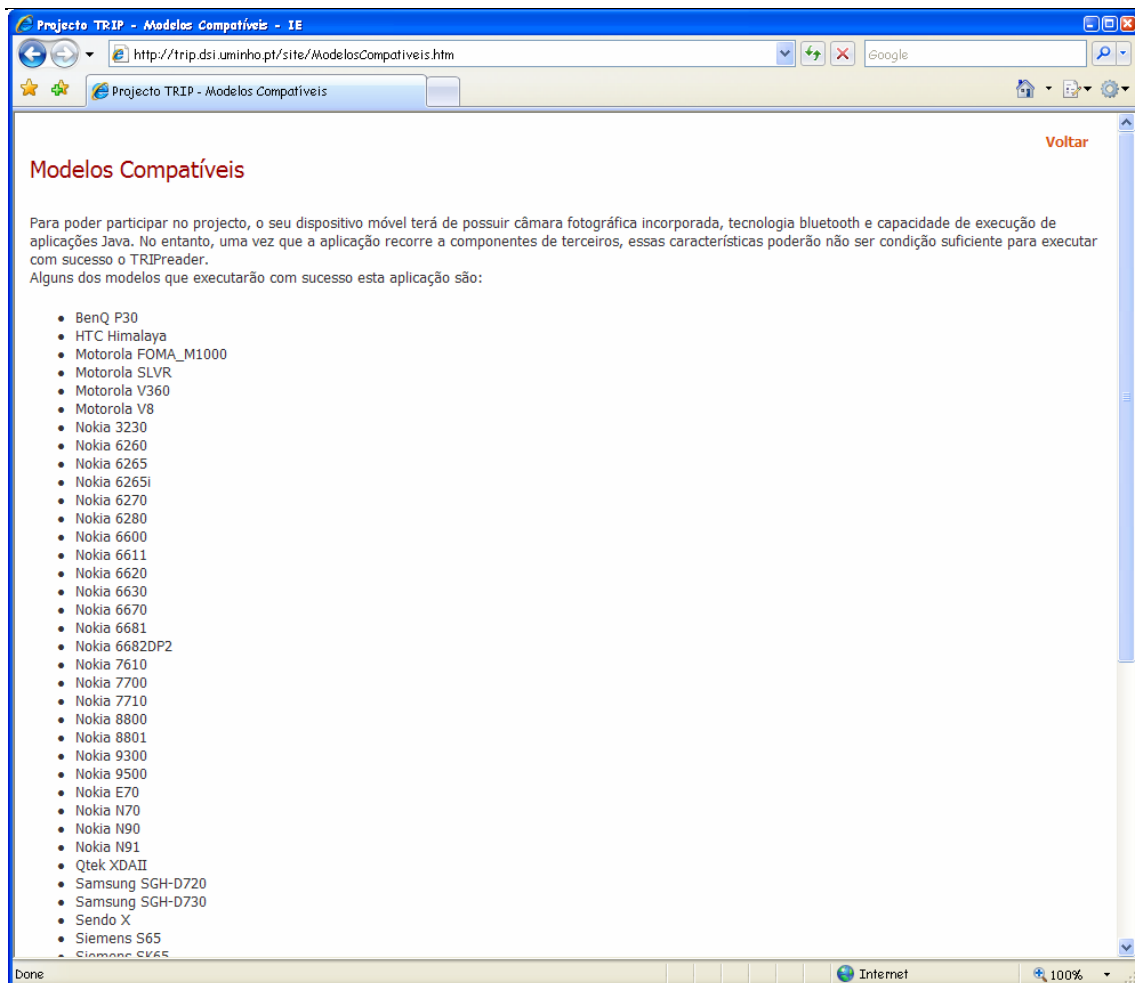 Projecto TRIP - Modelos Compatíveis - IE
http://trip.dsi.uminho.pt/site/ModelosCompativeis.htm
Google
Projecto TRIP - Modelos Compatíveis
Voltar
Modelos Compatíveis
Para poder participar no projecto, o seu dispositivo móvel terá de possuir câmara fotográfica incorporada, tecnologia bluetooth e capacidade de execução de
aplicações Java. No entanto, uma vez que a aplicação recorre a componentes de terceiros, essas características poderão não ser condição suficiente para executar
com sucesso o TRIPreader.
Alguns dos modelos que executarão com sucesso esta aplicação são:
• BenQ P30
• HTC Himalaya
• Motorola FOMA_M1000
• Motorola SLVR
• Motorola V360
• Motorola V8
• Nokia 3230
• Nokia 6260
• Nokia 6265
• Nokia 6265i
• Nokia 6270
• Nokia 6280
• Nokia 6600
• Nokia 6611
• Nokia 6620
• Nokia 6630
• Nokia 6670
• Nokia 6681
• Nokia 6682DP2
• Nokia 7610
• Nokia 7700
• Nokia 7710
• Nokia 8800
• Nokia 8801
• Nokia 9300
• Nokia 9500
• Nokia E70
• Nokia N70
• Nokia N90
• Nokia N91
• Qtek XDAII
• Samsung SGH-D720
• Samsung SGH-D730
• Sendo X
• Siemens S65
• Siemens SK65
Done
Internet
100%